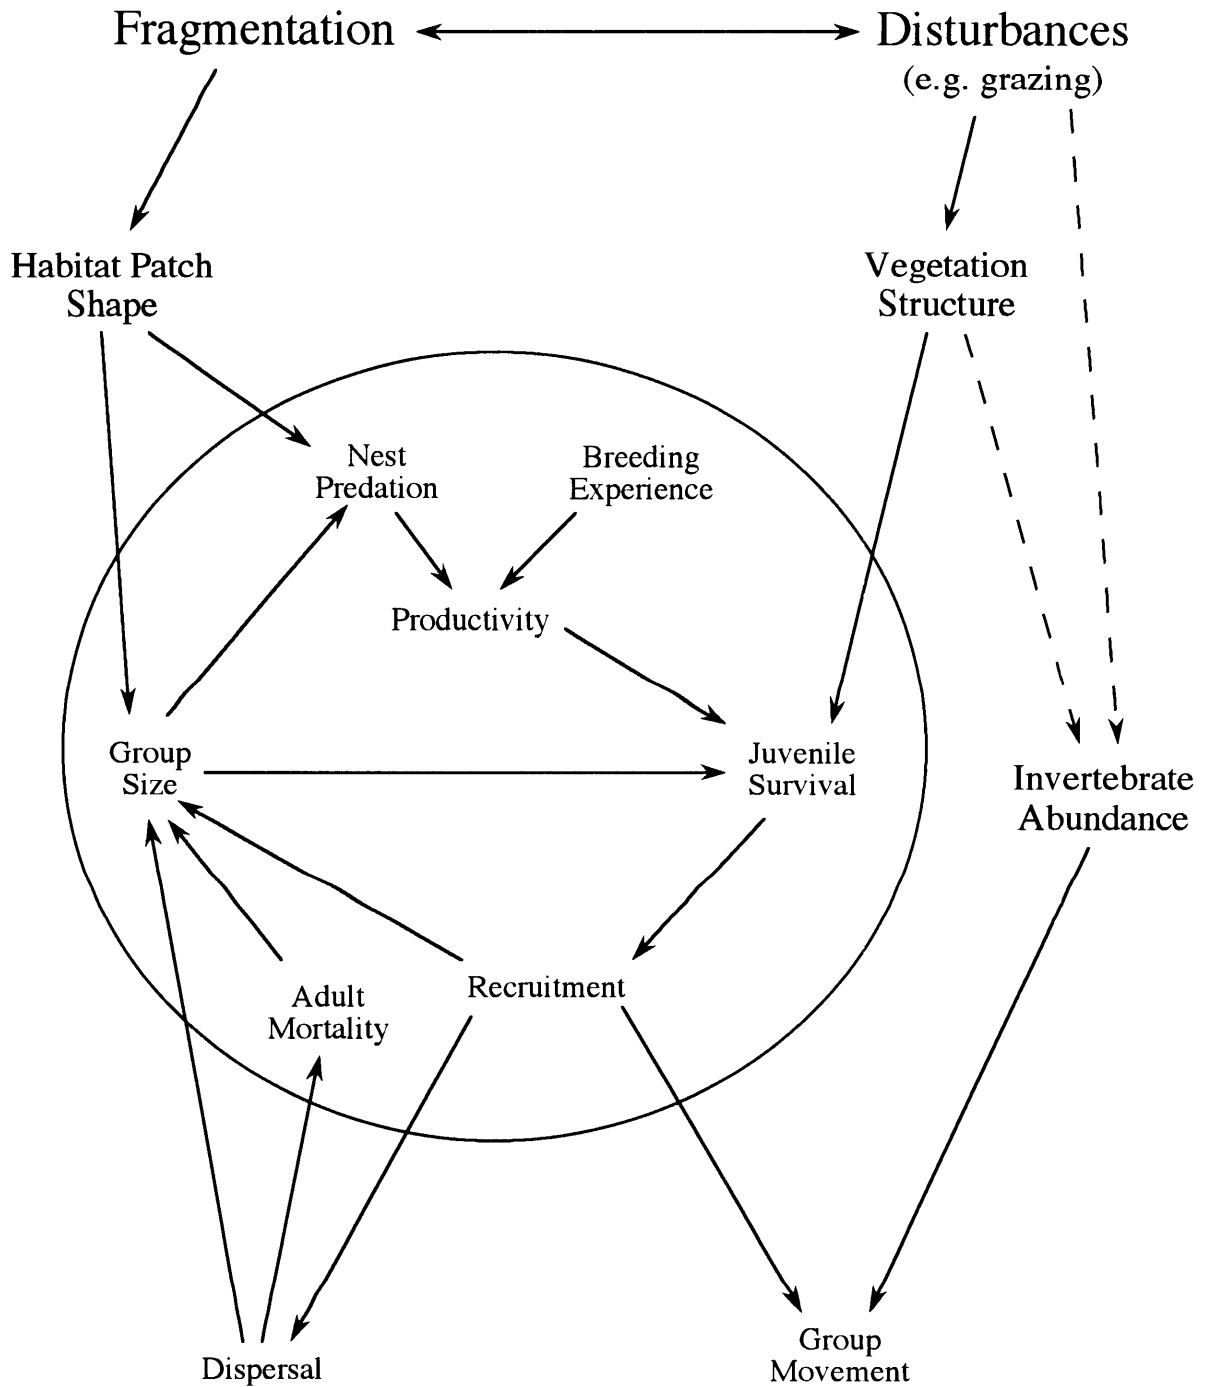 Fragmentation
Disturbances
(e.g. grazing)
Habitat Patch
Shape
Vegetation
Structure
Nest
Predation
Breeding
Experience
Productivity
Group
Size
Juvenile
Survival
Invertebrate
Abundance
Adult
Mortality
Recruitment
Dispersal
Group
Movement